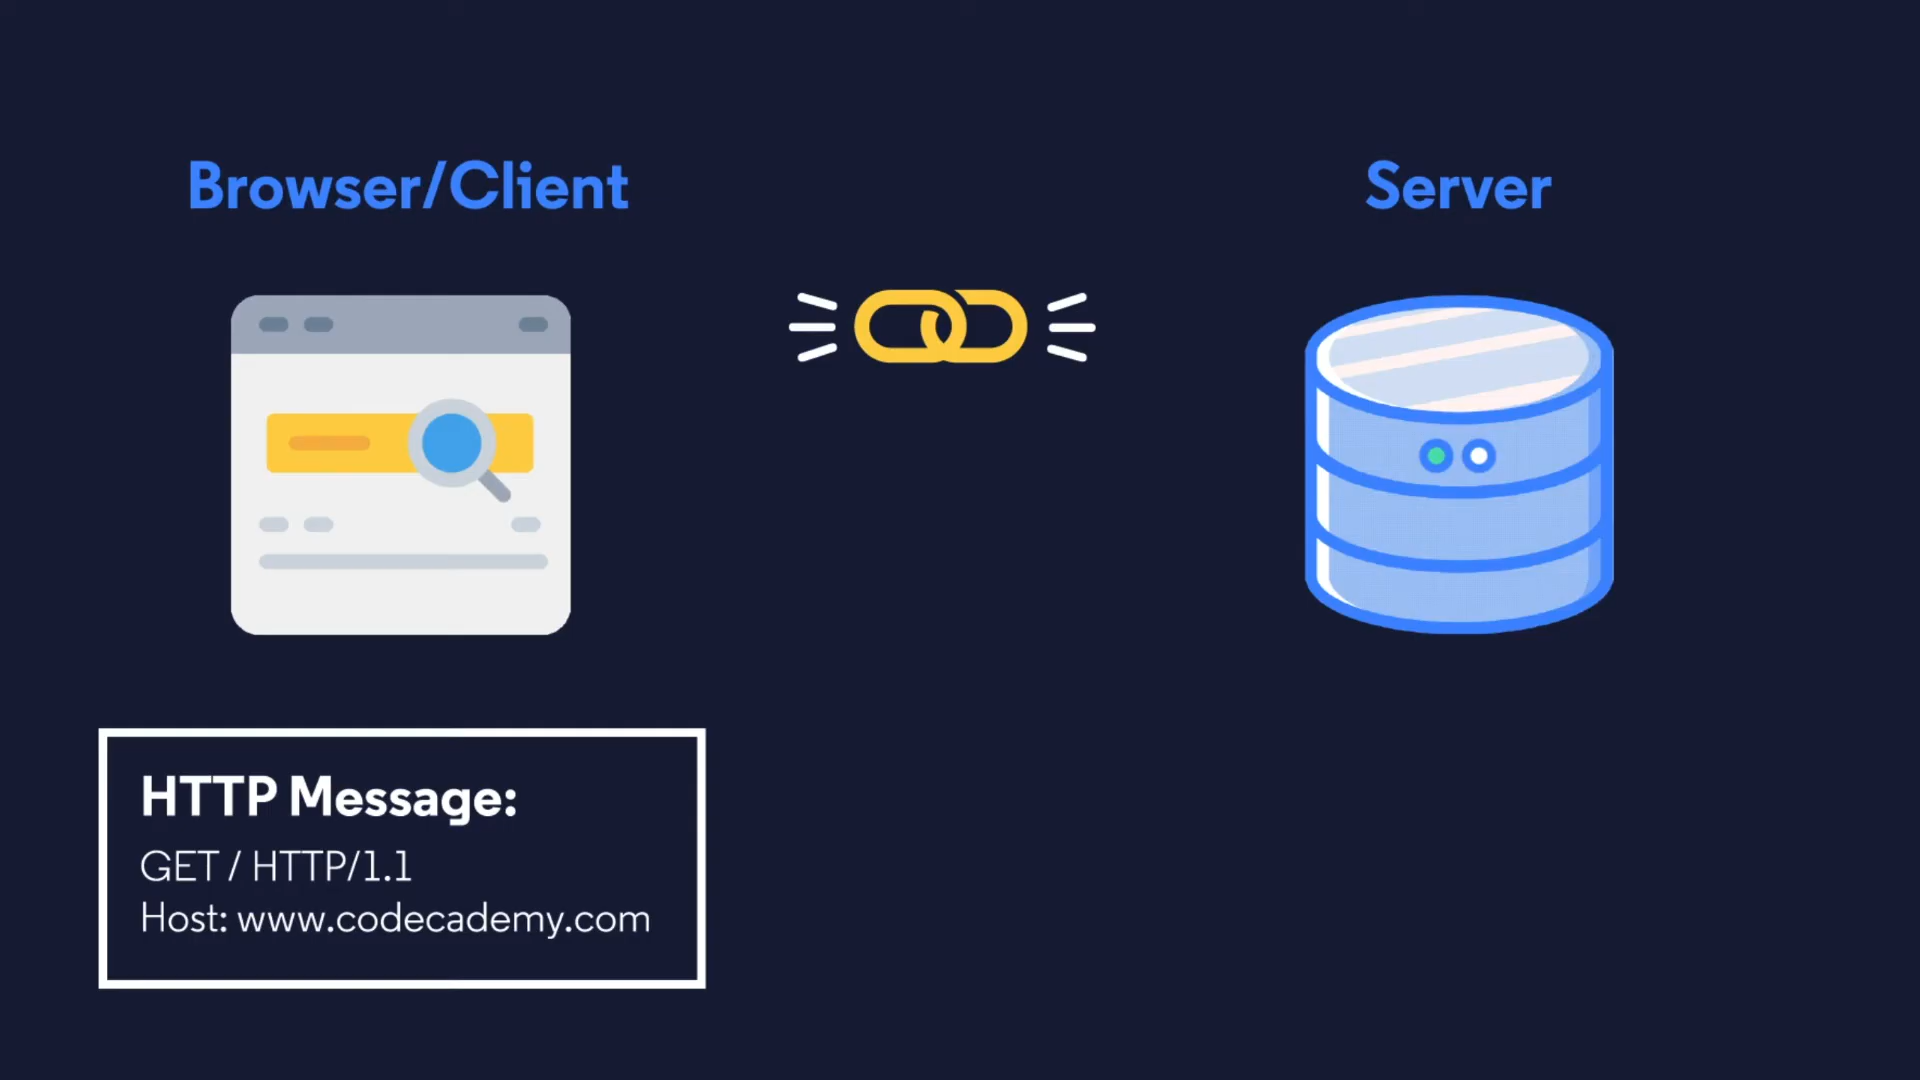 Browser/Client
Server
HTTP Message:
GET / HTTP/1.1
Host: www.codecademy.com